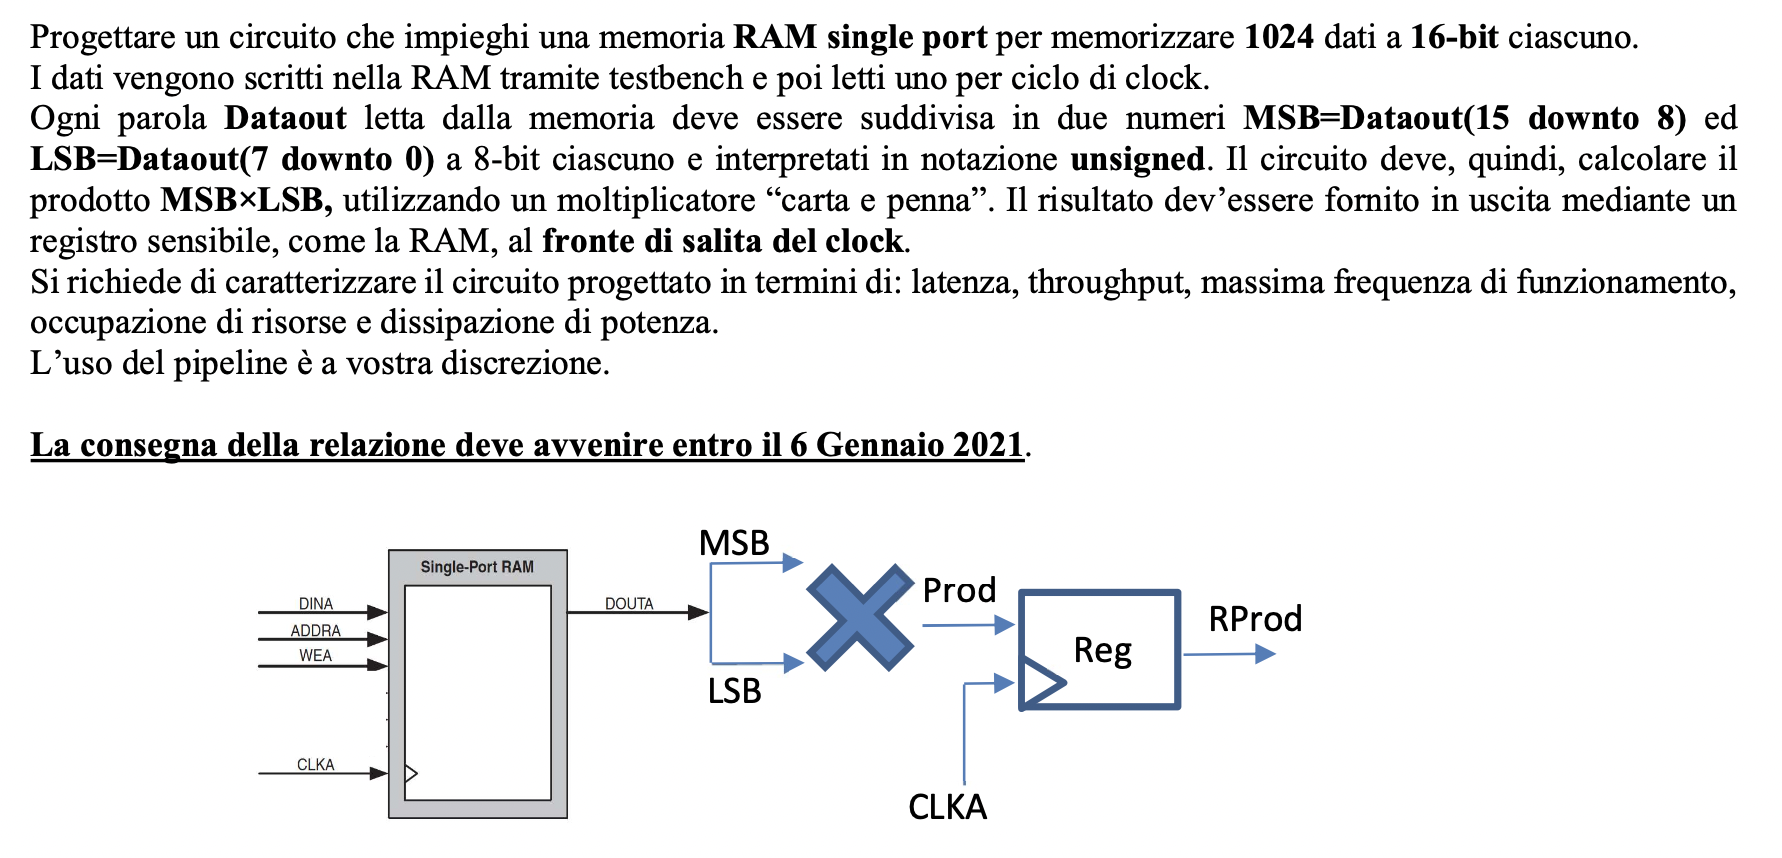 Progettare un circuito che impieghi una memoria RAM single port per memorizzare 1024 dati a 16-bit ciascuno.
I dati vengono scritti nella RAM tramite testbench e poi letti uno per ciclo di clock.
Ogni parola Dataout letta dalla memoria deve essere suddivisa in due numeri MSB=Dataout(15 downto 8) ed
LSB=Dataout(7 downto 0) a 8-bit ciascuno e interpretati in notazione unsigned. Il circuito deve, quindi, calcolare il
prodotto MSB×LSB, utilizzando un moltiplicatore “carta e penna”. Il risultato dev’essere fornito in uscita mediante un
registro sensibile, come la RAM, al fronte di salita del clock.
Si richiede di caratterizzare il circuito progettato in termini di: latenza, throughput, massima frequenza di funzionamento,
occupazione di risorse e dissipazione di potenza.
L’uso del pipeline è a vostra discrezione.
La consegna della relazione deve avvenire entro il 6 Gennaio 2021.
Single-Port RAM
DINA
ADDRA
WEA
CLKA
DOUTA
MSB
LSB
Prod
Reg
RProd
CLKA